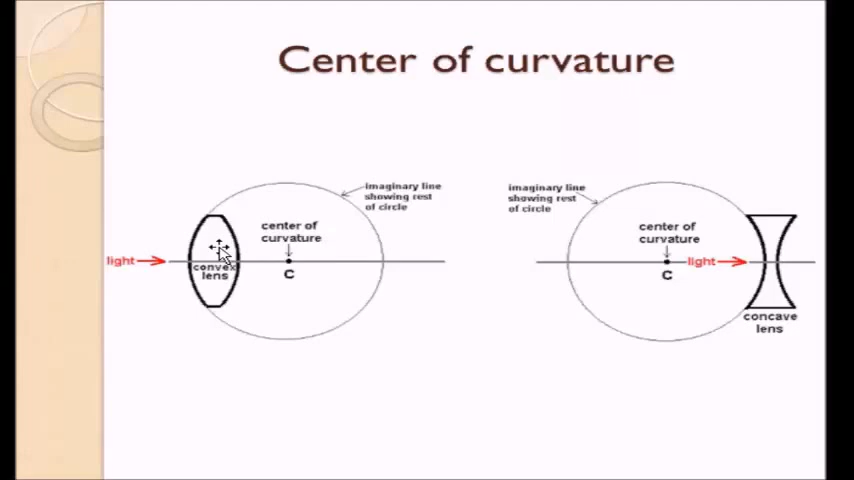 Center of curvature
imaginary line
showing rest
of circle
center of
curvature
light
convex
lens
C
imaginary line
showing rest
of circle
center of
curvature
light
C
concave
lens